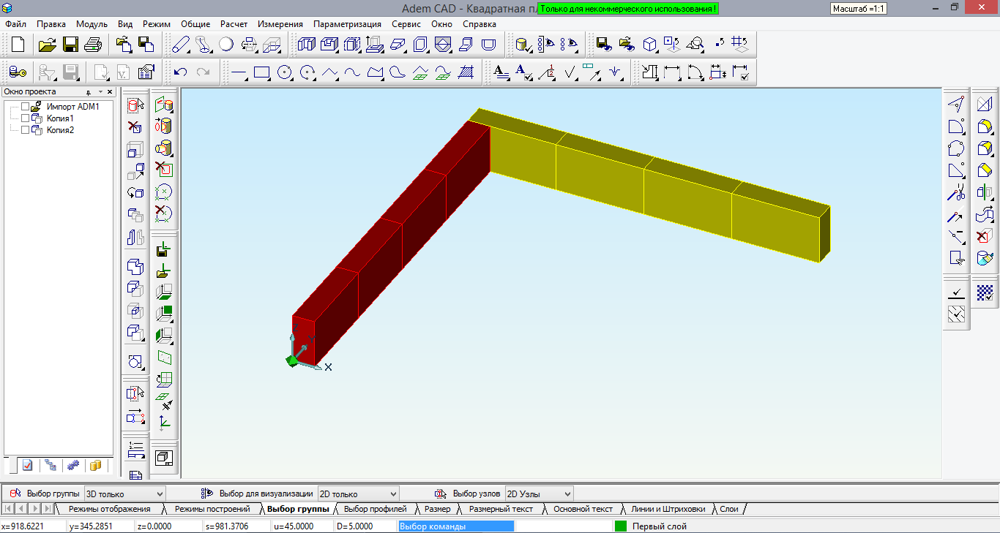 Adem CAD - Квадратная пл
Только для некоммерческого использования !
Масштаб =1:1
Файл Правка Модуль Вид Режим Общие Расчет Измерения Параметризация Сервис Окно Справка
Окно проекта
Импорт ADM1
Копия1
Копия2
X
Выбор группы 3D только Выбор для визуализации 2D только Выбор узлов 2D Узлы
Режимы отображения Режимы построений Выбор группы Выбор профилей Размер Размерный текст Основной текст Линии и Штриховки Слои
x=918.6221 y=345.2851 z=0.0000 s=981.3706 u=45.0000 D=5.0000 Выбор команды Первый слой